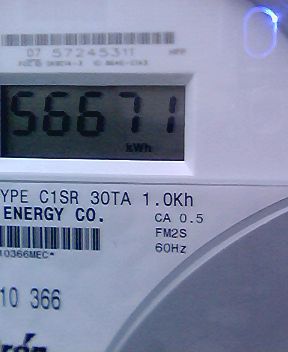 07 57245311
56671
kWh
YPE C1SR 30TA 1.0Kh
ENERGY CO.
CA 0.5
FM2S
60Hz
10366MEC*
10 366
rón